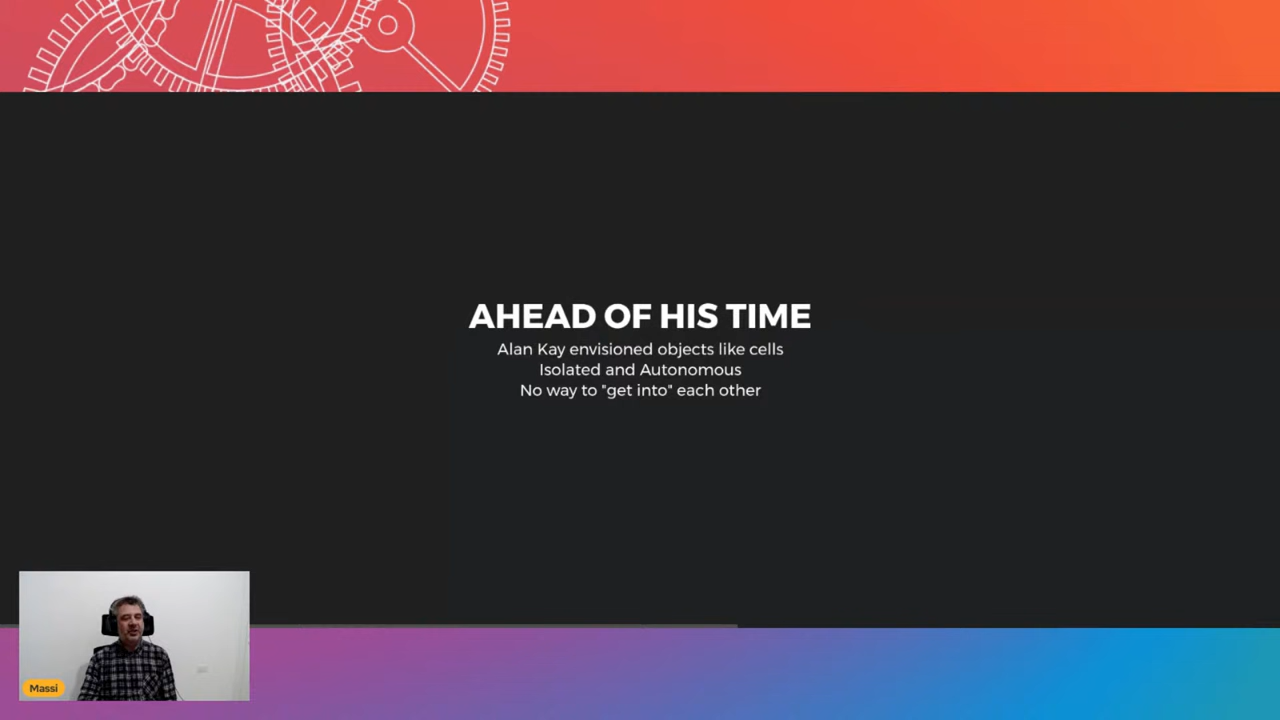 AHEAD OF HIS TIME
Alan Kay envisioned objects like cells
Isolated and Autonomous
No way to "get into" each other
Massi